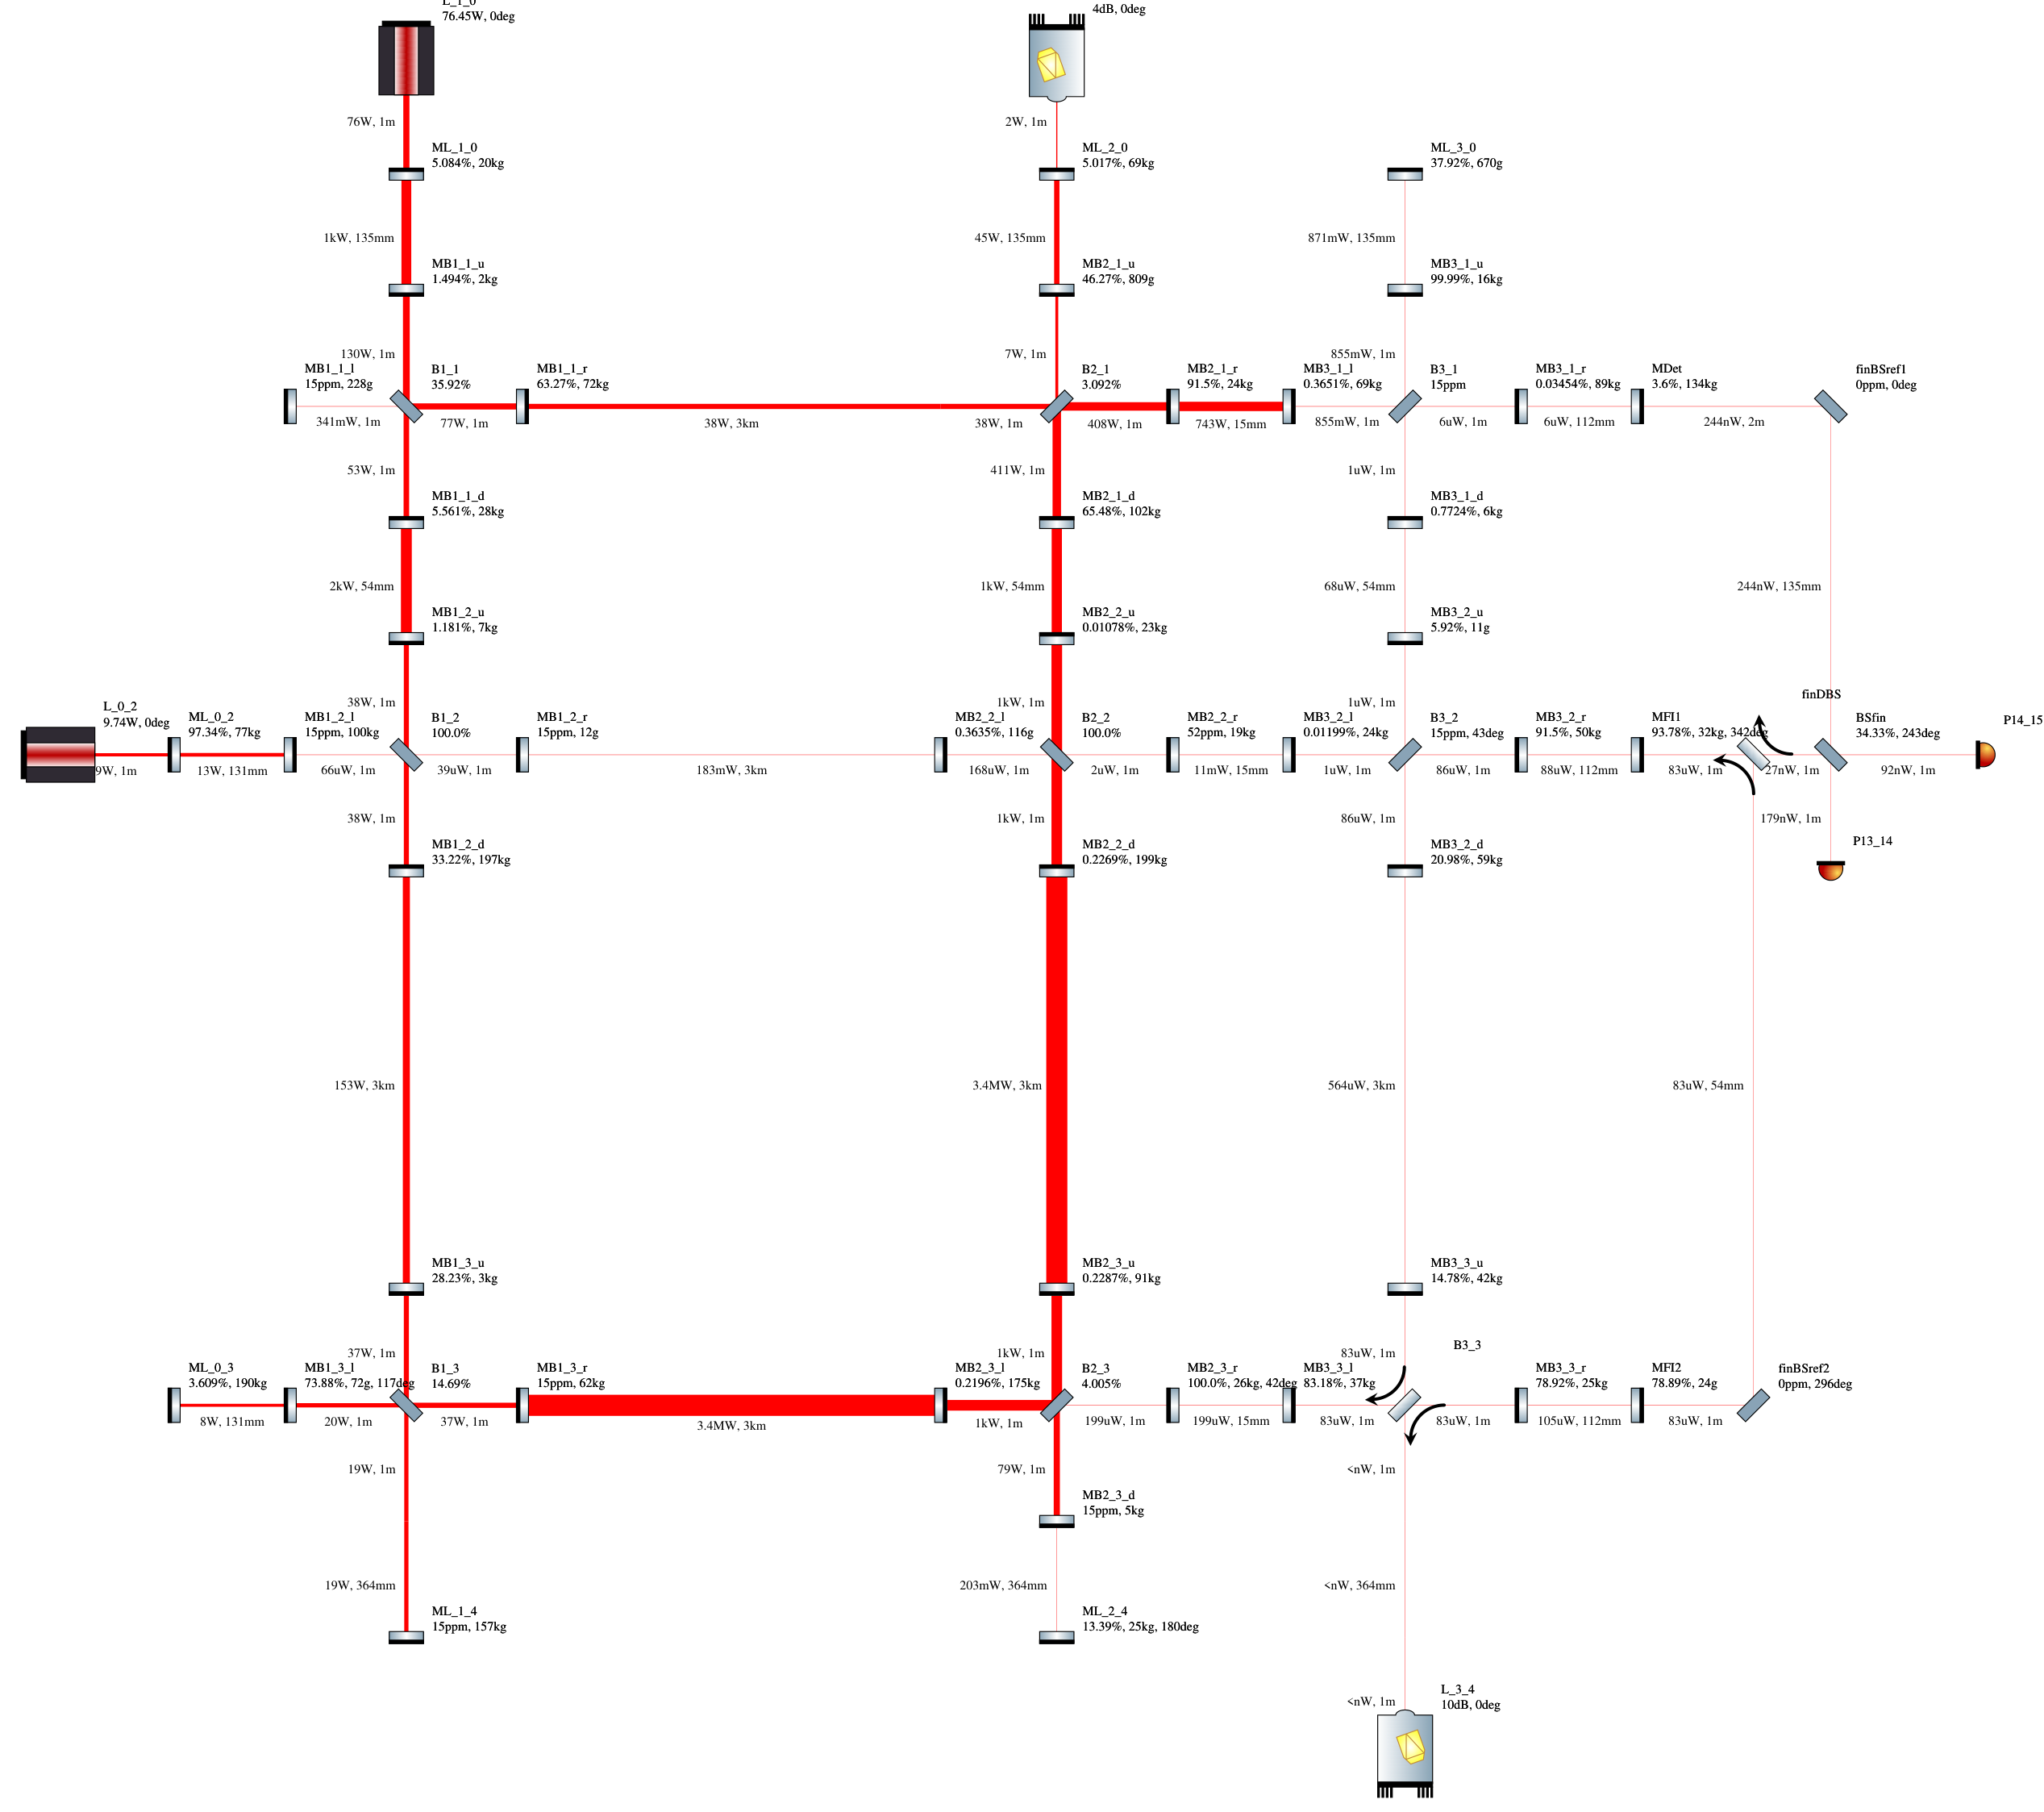 L_1_0
76.45W, 0deg
4dB, 0deg
76W, 1m
2W, 1m
ML_1_0
5.084%, 20kg
ML_2_0
5.017%, 69kg
ML_3_0
37.92%, 670g
1kW, 135mm
45W, 135mm
871mW, 135mm
MB1_1_u
1.494%, 2kg
MB2_1_u
46.27%, 809g
MB3_1_u
99.99%, 16kg
130W, 1m
7W, 1m
855mW, 1m
MB1_1_l
15ppm, 228g
B1_1
35.92%
MB1_1_r
63.27%, 72kg
B2_1
3.092%
MB2_1_r
91.5%, 24kg
MB3_1_l
0.3651%, 69kg
B3_1
15ppm
MB3_1_r
0.03454%, 89kg
MDet
3.6%, 134kg
finBSref1
0ppm, 0deg
341mW, 1m
77W, 1m
38W, 3km
38W, 1m
408W, 1m
743W, 15mm
855mW, 1m
6uW, 1m
6uW, 112mm
244nW, 2m
53W, 1m
411W, 1m
1uW, 1m
MB1_1_d
5.561%, 28kg
MB2_1_d
65.48%, 102kg
MB3_1_d
0.7724%, 6kg
2kW, 54mm
1kW, 54mm
68uW, 54mm
244nW, 135mm
MB1_2_u
1.181%, 7kg
MB2_2_u
0.01078%, 23kg
MB3_2_u
5.92%, 11g
38W, 1m
1kW, 1m
1uW, 1m
finDBS
L_0_2
9.74W, 0deg
ML_0_2
97.34%, 77kg
MB1_2_l
15ppm, 100kg
B1_2
100.0%
MB1_2_r
15ppm, 12g
MB2_2_l
0.3635%, 116g
B2_2
100.0%
MB2_2_r
52ppm, 19kg
MB3_2_l
0.01199%, 24kg
B3_2
15ppm, 43deg
MB3_2_r
91.5%, 50kg
MFI1
93.78%, 32kg, 342deg
BSfin
34.33%, 243deg
P14_15
9W, 1m
13W, 131mm
66uW, 1m
39uW, 1m
183mW, 3km
168uW, 1m
2uW, 1m
11mW, 15mm
1uW, 1m
86uW, 1m
88uW, 112mm
83uW, 1m
27nW, 1m
92nW, 1m
38W, 1m
1kW, 1m
86uW, 1m
179nW, 1m
MB1_2_d
33.22%, 197kg
MB2_2_d
0.2269%, 199kg
MB3_2_d
20.98%, 59kg
P13_14
153W, 3km
3.4MW, 3km
564uW, 3km
83uW, 54mm
MB1_3_u
28.23%, 3kg
MB2_3_u
0.2287%, 91kg
MB3_3_u
14.78%, 42kg
37W, 1m
1kW, 1m
83uW, 1m
B3_3
ML_0_3
3.609%, 190kg
MB1_3_l
73.88%, 72g, 117deg
B1_3
14.69%
MB1_3_r
15ppm, 62kg
MB2_3_l
0.2196%, 175kg
B2_3
4.005%
MB2_3_r
100.0%, 26kg, 42deg
MB3_3_l
83.18%, 37kg
MB3_3_r
78.92%, 25kg
MFI2
78.89%, 24g
finBSref2
0ppm, 296deg
8W, 131mm
20W, 1m
37W, 1m
3.4MW, 3km
1kW, 1m
199uW, 1m
199uW, 15mm
83uW, 1m
83uW, 1m
105uW, 112mm
83uW, 1m
19W, 1m
79W, 1m
<nW, 1m
MB2_3_d
15ppm, 5kg
19W, 364mm
203mW, 364mm
<nW, 364mm
ML_1_4
15ppm, 157kg
ML_2_4
13.39%, 25kg, 180deg
<nW, 1m
L_3_4
10dB, 0deg